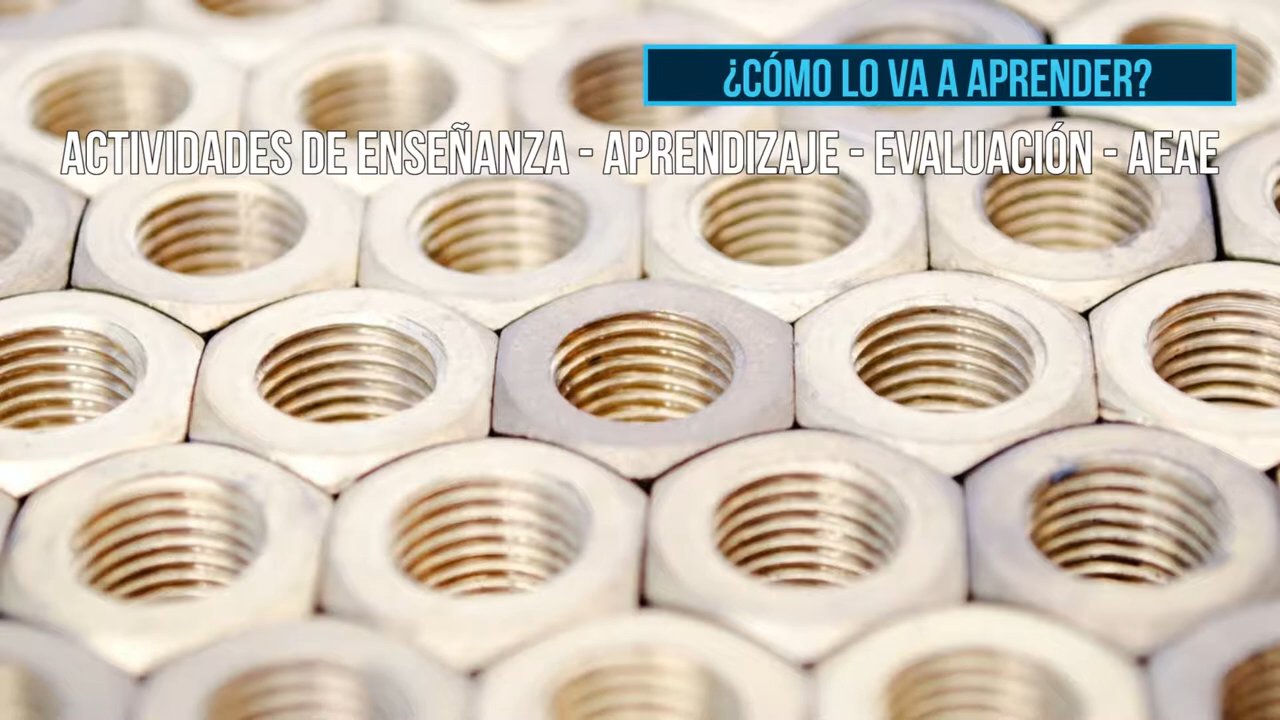 ¿CÓMO LO VA A APRENDER?
ACTIVIDADES DE ENSEÑANZA - APRENDIZAJE - EVALUACIÓN - AEAE